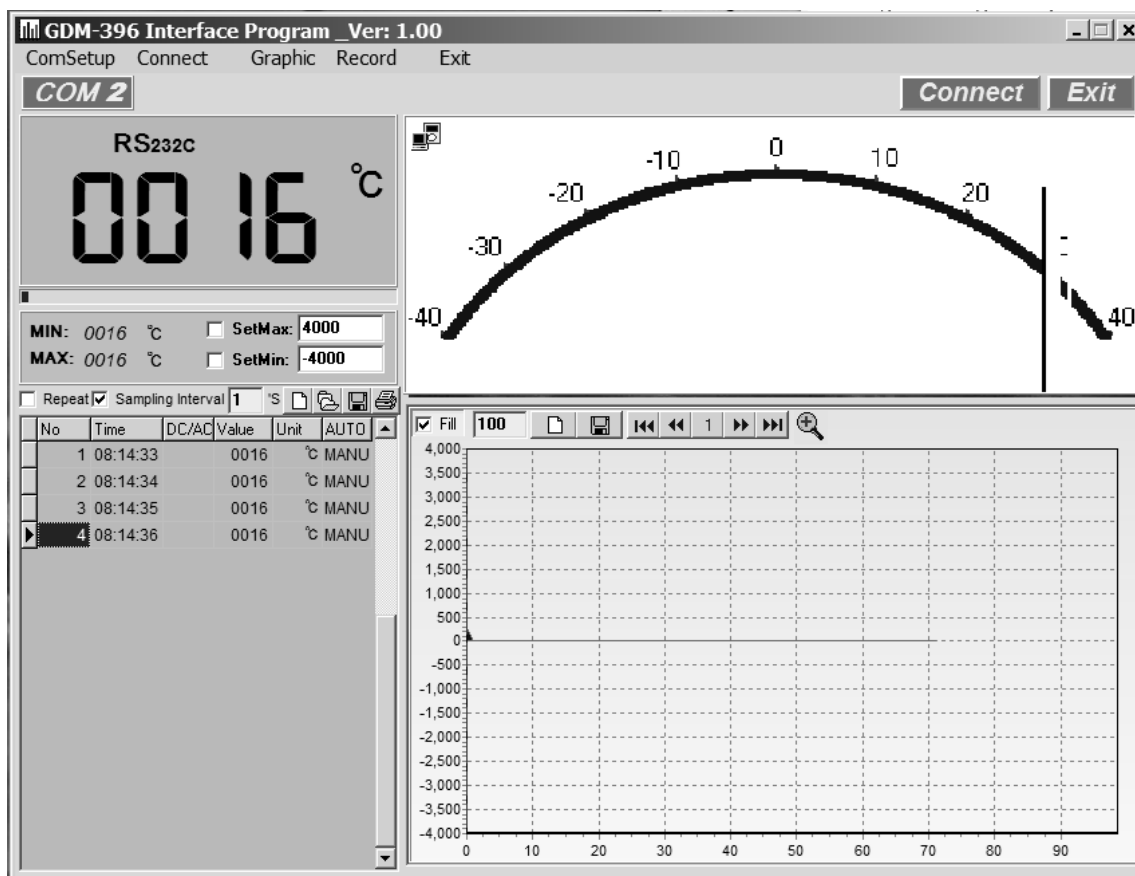 GDM-396 Interface Program _Ver: 1.00
ComSetup Connect Graphic Record Exit
COM 2 Connect Exit
RS232C
0016 °C
-40 -30 -20 -10 0 10 20 40
MIN: 0016 °C SetMax: 4000
MAX: 0016 °C SetMin: -4000
Repeat Sampling Interval 1 'S
No Time DC/AC Value Unit AUTO
1 08:14:33 0016 °C MANU
2 08:14:34 0016 °C MANU
3 08:14:35 0016 °C MANU
4 08:14:36 0016 °C MANU
Fill 100 1
4,000
3,500
3,000
2,500
2,000
1,500
1,000
500
0
-500
-1,000
-1,500
-2,000
-2,500
-3,000
-3,500
-4,000
0 10 20 30 40 50 60 70 80 90